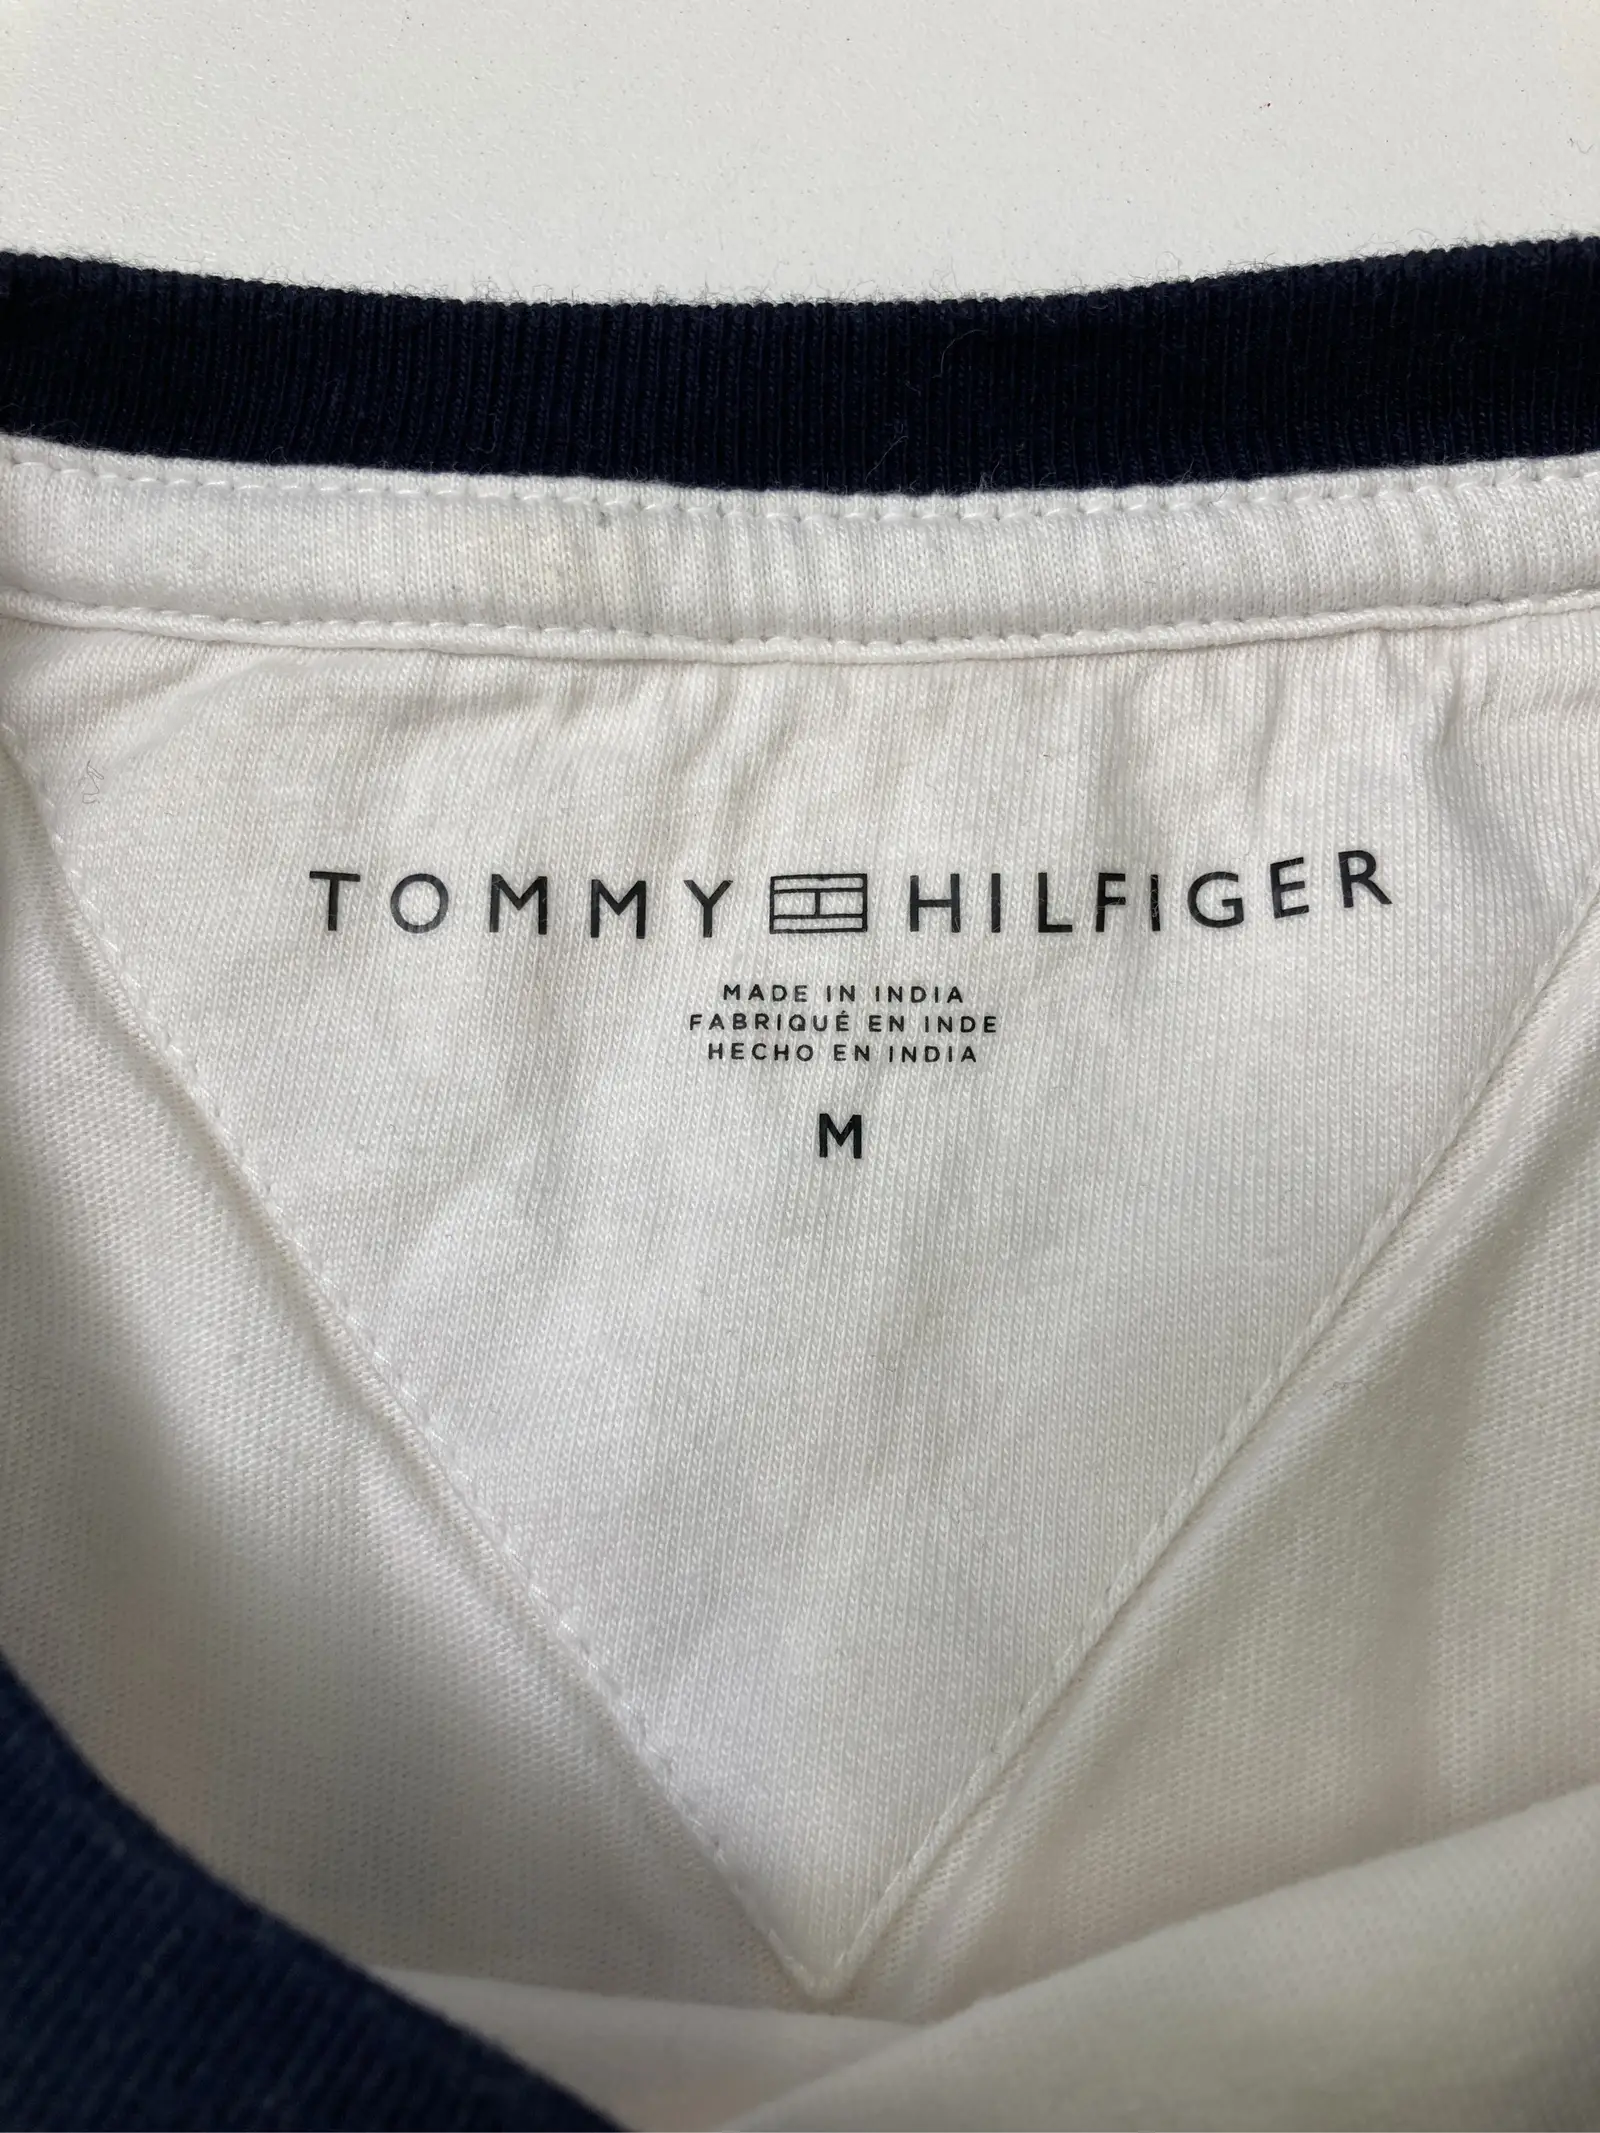 TOMMY HILFIGER
MADE IN INDIA
FABRIQUÉ EN INDE
HECHO EN INDIA
M